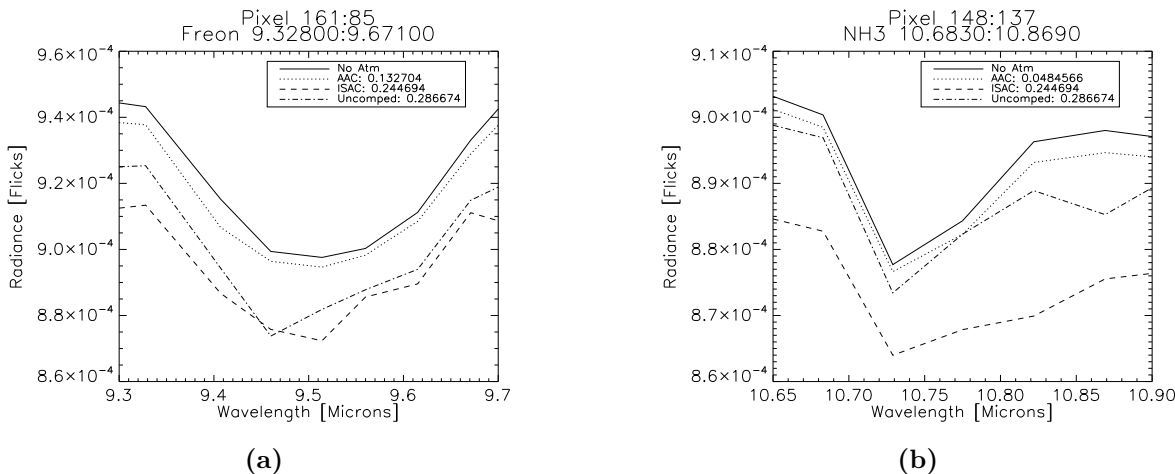 Pixel 161:85
Freon 9.32800:9.67100
9.6×10⁻⁴
9.4×10⁻⁴
9.2×10⁻⁴
9.0×10⁻⁴
8.8×10⁻⁴
8.6×10⁻⁴
Radiance [Flicks]
No Atm
AAC: 0.132704
ISAC: 0.244694
Uncomped: 0.286674
9.3 9.4 9.5 9.6 9.7
Wavelength [Microns]
(a)
Pixel 148:137
NH3 10.6830:10.8690
9.1×10⁻⁴
9.0×10⁻⁴
8.9×10⁻⁴
8.8×10⁻⁴
8.7×10⁻⁴
8.6×10⁻⁴
Radiance [Flicks]
No Atm
AAC: 0.0484566
ISAC: 0.244694
Uncomped: 0.286674
10.65 10.70 10.75 10.80 10.85 10.90
Wavelength [Microns]
(b)